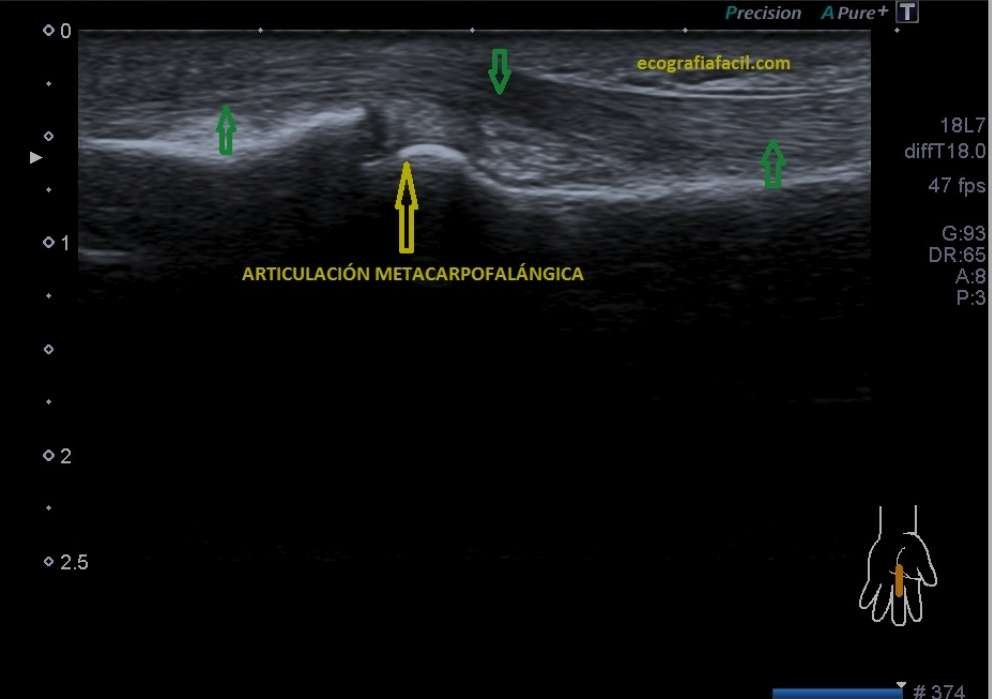 Precision APure+ T
0
ecografiafacil.com
18L7
diffT18.0
47 fps
1
G:93
DR:65
A:8
P:3
ARTICULACIÓN METACARPOFALÁNGICA
2
2.5
# 374